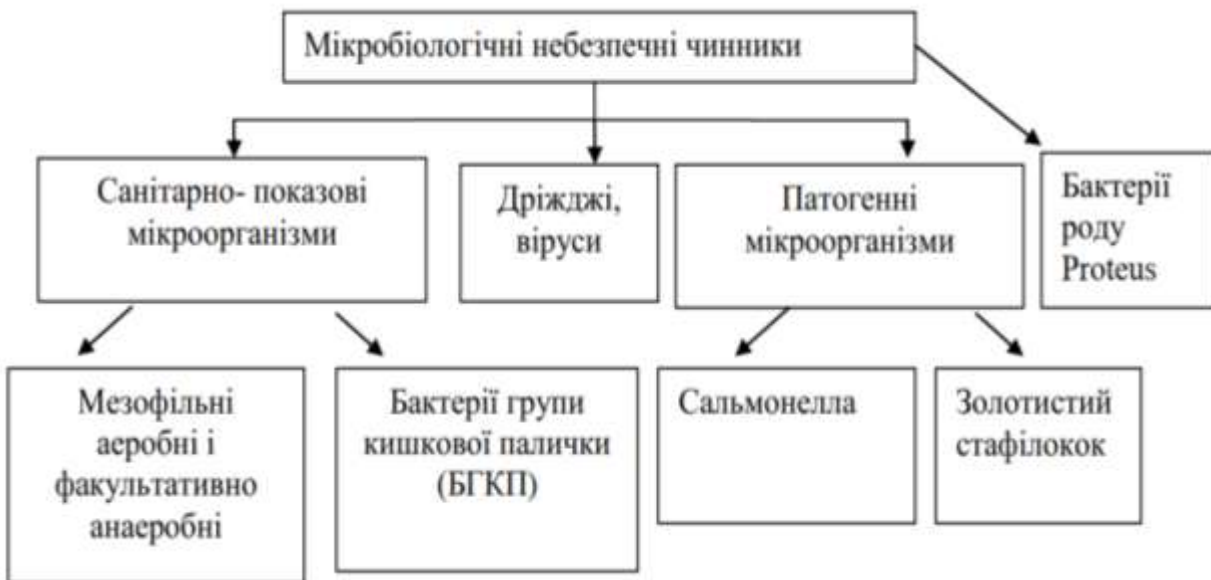 Мікробіологічні небезпечні чинники
Санітарно- показові
мікроорганізми
Дріжджі,
віруси
Патогенні
мікроорганізми
Бактерії
роду
Proteus
Мезофільні
аеробні і
факультативно
анаеробні
Бактерії групи
кишкової палички
(БГКП)
Сальмонелла
Золотистий
стафілокок